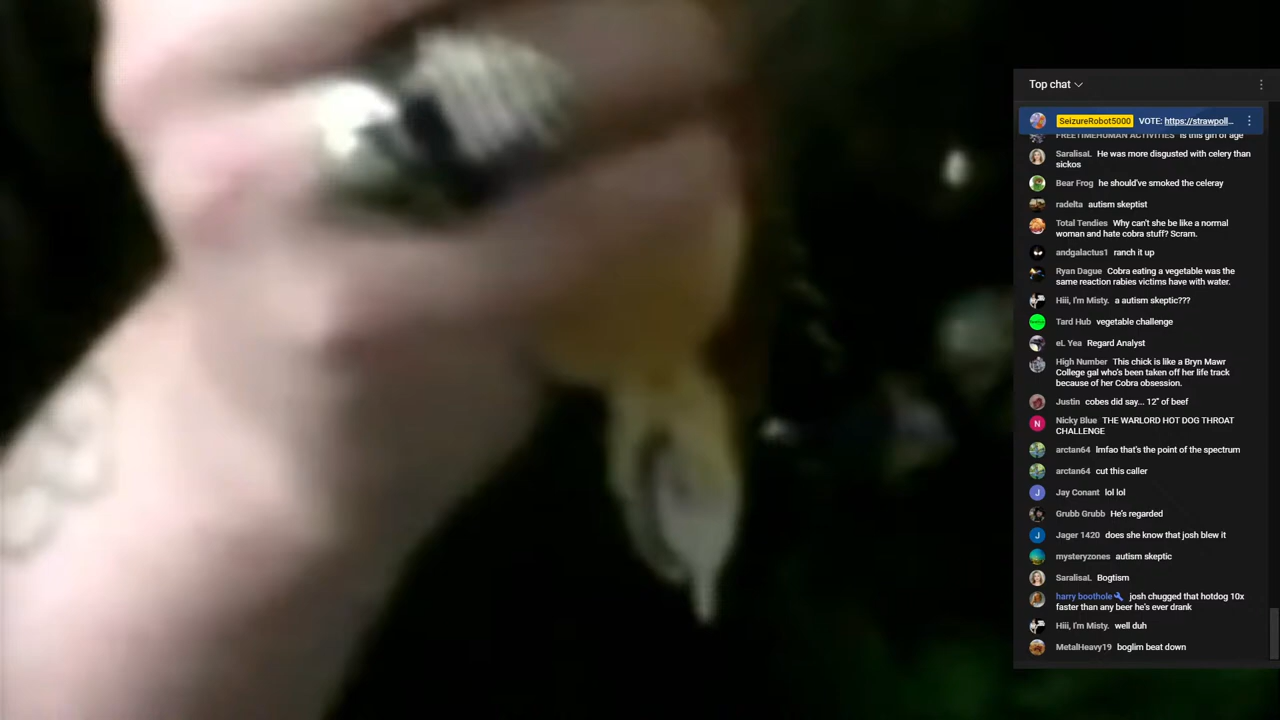 Top chat
SeizureRobot5000 VOTE: https://strawpoll...
FREETIMEHUMAN ACTIVITIES is this girl of age
SaralisaL He was more disgusted with celery than
sickos
Bear Frog he should've smoked the celeray
radelta autism skeptist
Total Tendies Why can't she be like a normal
woman and hate cobra stuff? Scram.
andgalactus1 ranch it up
Ryan Dague Cobra eating a vegetable was the
same reaction rabies victims have with water.
Hiii, I'm Misty. a autism skeptic???
Tard Hub vegetable challenge
eL Yea Regard Analyst
High Number This chick is like a Bryn Mawr
College gal who's been taken off her life track
because of her Cobra obsession.
Justin cobes did say... 12" of beef
N Nicky Blue THE WARLORD HOT DOG THROAT
CHALLENGE
arctan64 lmfao that's the point of the spectrum
arctan64 cut this caller
J Jay Conant lol lol
Grubb Grubb He's regarded
J Jager 1420 does she know that josh blew it
mysteryzones autism skeptic
SaralisaL Bogtism
harry boothole josh chugged that hotdog 10x
faster than any beer he's ever drank
Hiii, I'm Misty. well duh
MetalHeavy19 boglim beat down